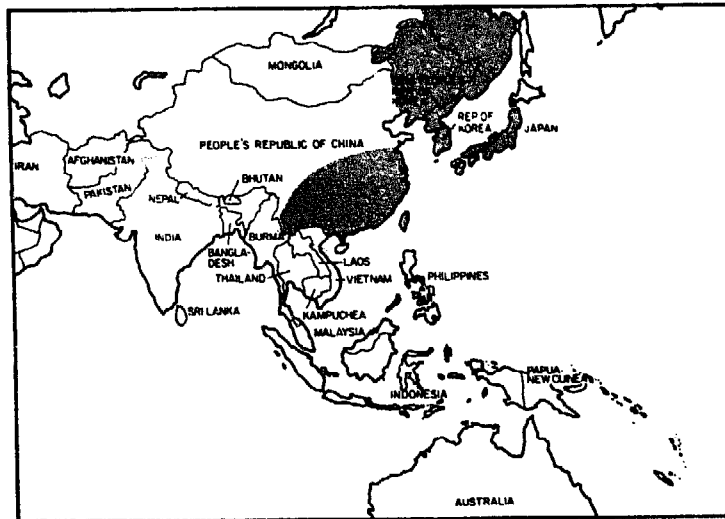 MONGOLIA
REP OF
KOREA
JAPAN
PEOPLE'S REPUBLIC OF CHINA
IRAN
AFGHANISTAN
PAKISTAN
BHUTAN
NEPAL
INDIA
BURMA
BANGLA-
DESH
LAOS
THAILAND
VIETNAM
PHILIPPINES
SRI LANKA
KAMPUCHEA
MALAYSIA
PAPUA
NEW GUINEA
INDONESIA
AUSTRALIA